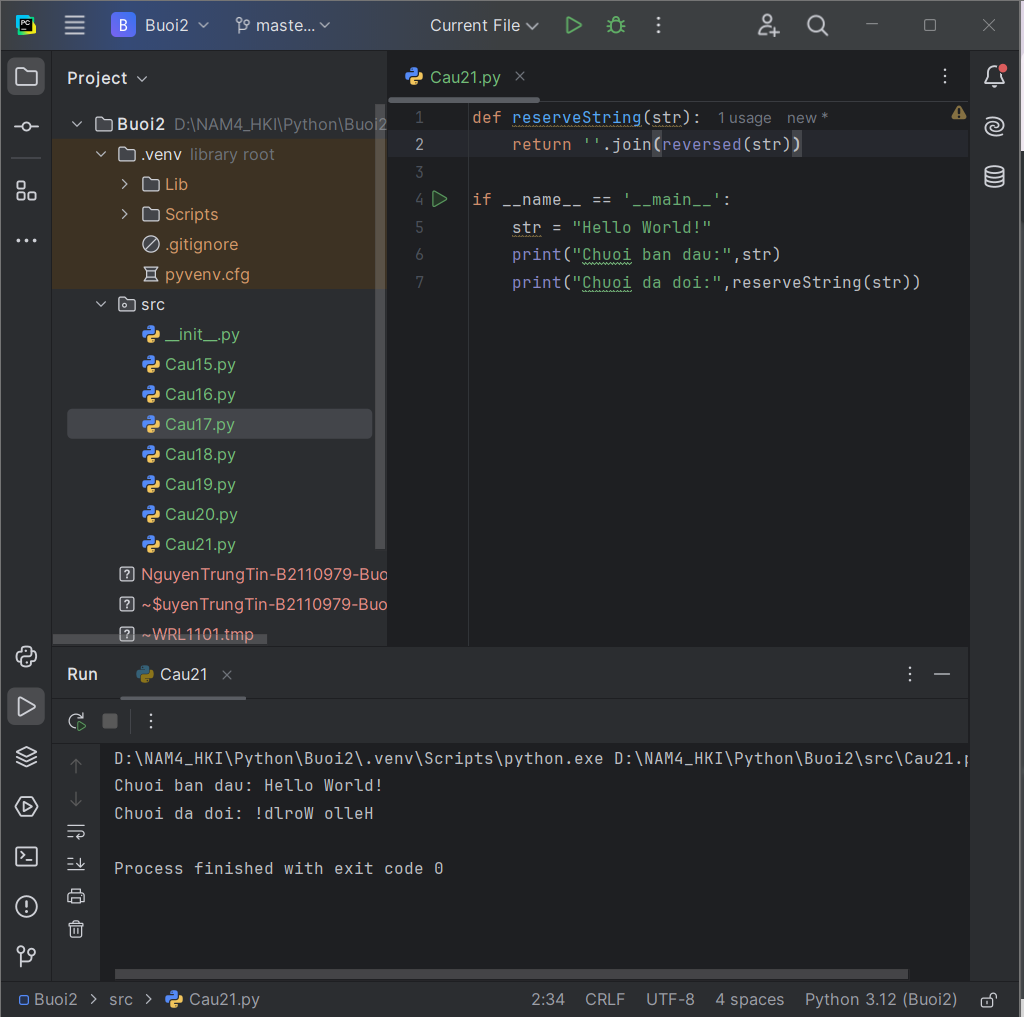 PC
B Buoi2 maste... Current File
Project
Buoi2 D:\NAM4_HKI\Python\Buoi2
.venv library root
Lib
Scripts
.gitignore
pyvenv.cfg
src
__init__.py
Cau15.py
Cau16.py
Cau17.py
Cau18.py
Cau19.py
Cau20.py
Cau21.py
NguyenTrungTin-B2110979-Buo
~$uyenTrungTin-B2110979-Buo
~WRL1101.tmp
Cau21.py
1 def reserveString(str): 1 usage new *
2 return ''.join(reversed(str))
3
4 if __name__ == '__main__':
5 str = "Hello World!"
6 print("Chuoi ban dau:",str)
7 print("Chuoi da doi:",reserveString(str))
Run Cau21
D:\NAM4_HKI\Python\Buoi2\.venv\Scripts\python.exe D:\NAM4_HKI\Python\Buoi2\src\Cau21.p
Chuoi ban dau: Hello World!
Chuoi da doi: !dlroW olleH
Process finished with exit code 0
Buoi2 > src > Cau21.py 2:34 CRLF UTF-8 4 spaces Python 3.12 (Buoi2)